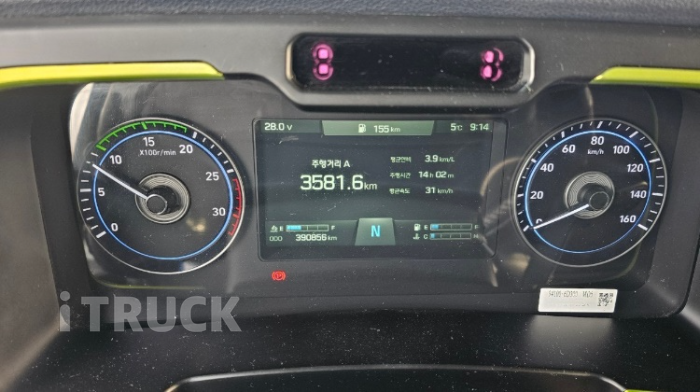 28.0 V 155 km 5°C 9:14
주행거리 A
3581.6 km
평균연비 3.9 km/L
주행시간 14 h 02 m
평균속도 31 km/h
E F
ODO 390856 km
N
E F
C H
X100r/min
0 5 10 15 20 25 30
km/h
0 20 40 60 80 100 120 140 160
(P)
iTRUCK